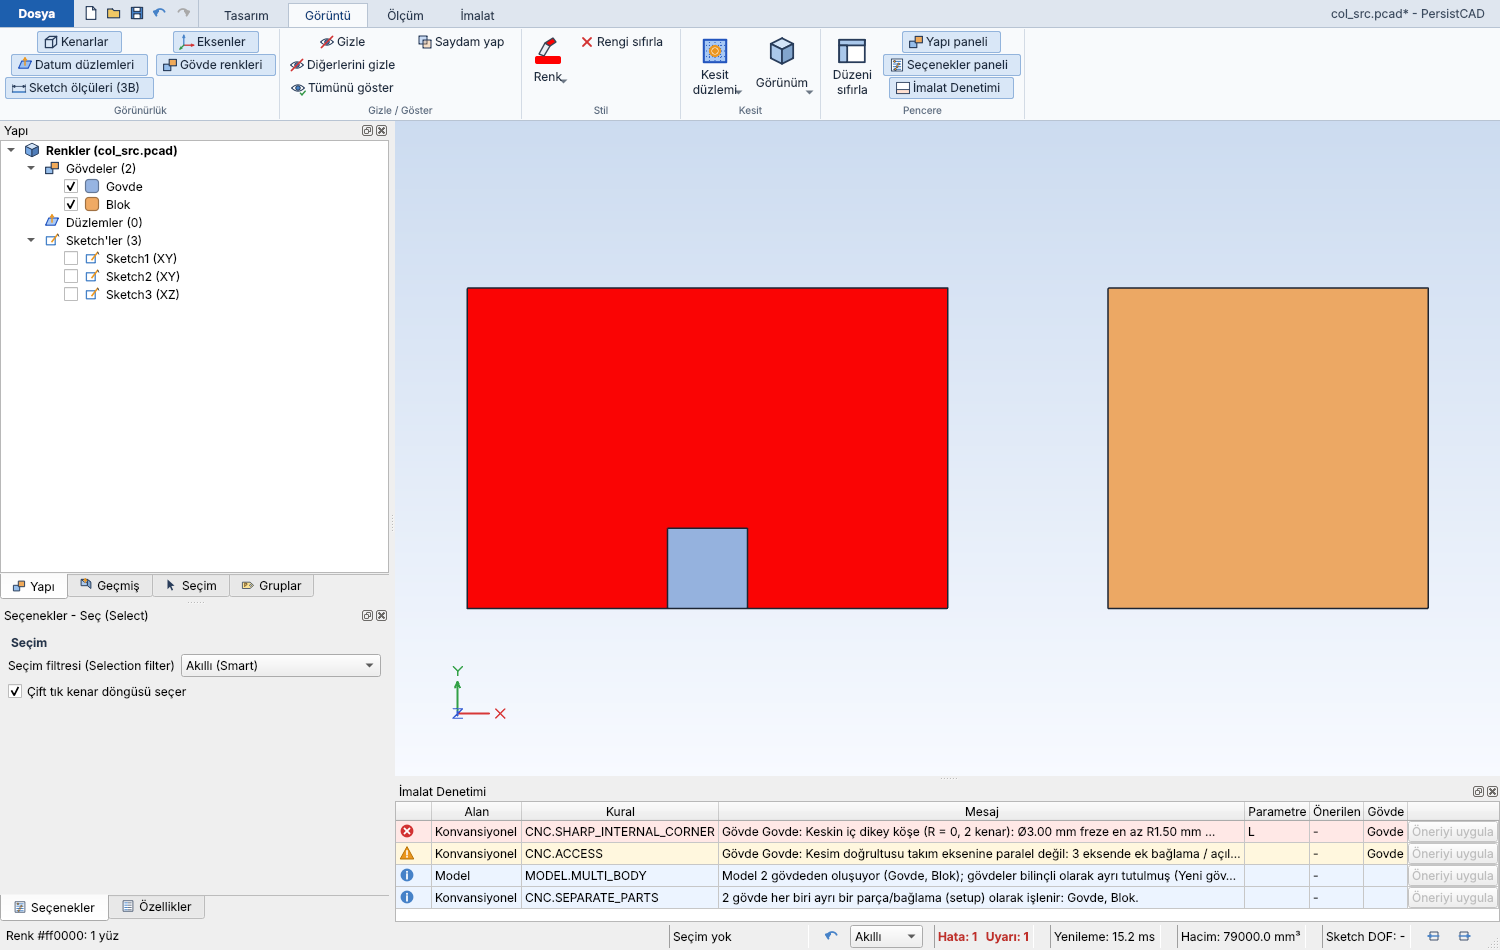 Dosya
Tasarım
Görüntü
Ölçüm
İmalat
col_src.pcad* - PersistCAD
Kenarlar
Eksenler
Datum düzlemleri
Gövde renkleri
Sketch ölçüleri (3B)
Görünürlük
Gizle
Saydam yap
Diğerlerini gizle
Tümünü göster
Gizle / Göster
Renk
Rengi sıfırla
Stil
Kesit
düzlemi
Görünüm
Kesit
Düzeni
sıfırla
Yapı paneli
Seçenekler paneli
İmalat Denetimi
Pencere
Yapı
Renkler (col_src.pcad)
Gövdeler (2)
Govde
Blok
Düzlemler (0)
Sketch'ler (3)
Sketch1 (XY)
Sketch2 (XY)
Sketch3 (XZ)
Yapı
Geçmiş
Seçim
Gruplar
Seçenekler - Seç (Select)
Seçim
Seçim filtresi (Selection filter)
Akıllı (Smart)
Çift tık kenar döngüsü seçer
Seçenekler
Özellikler
Y
Z
X
İmalat Denetimi
Alan Kural Mesaj Parametre Önerilen Gövde
Konvansiyonel CNC.SHARP_INTERNAL_CORNER Gövde Govde: Keskin iç dikey köşe (R = 0, 2 kenar): Ø3.00 mm freze en az R1.50 mm ... L - Govde Öneriyi uygula
Konvansiyonel CNC.ACCESS Gövde Govde: Kesim doğrultusu takım eksenine paralel değil: 3 eksende ek bağlama / açıl... - Govde Öneriyi uygula
Model MODEL.MULTI_BODY Model 2 gövdeden oluşuyor (Govde, Blok); gövdeler bilinçli olarak ayrı tutulmuş (Yeni göv... - Öneriyi uygula
Konvansiyonel CNC.SEPARATE_PARTS 2 gövde her biri ayrı bir parça/bağlama (setup) olarak işlenir: Govde, Blok. - Öneriyi uygula
Renk #ff0000: 1 yüz
Seçim yok
Akıllı
Hata: 1 Uyarı: 1
Yenileme: 15.2 ms
Hacim: 79000.0 mm³
Sketch DOF: -